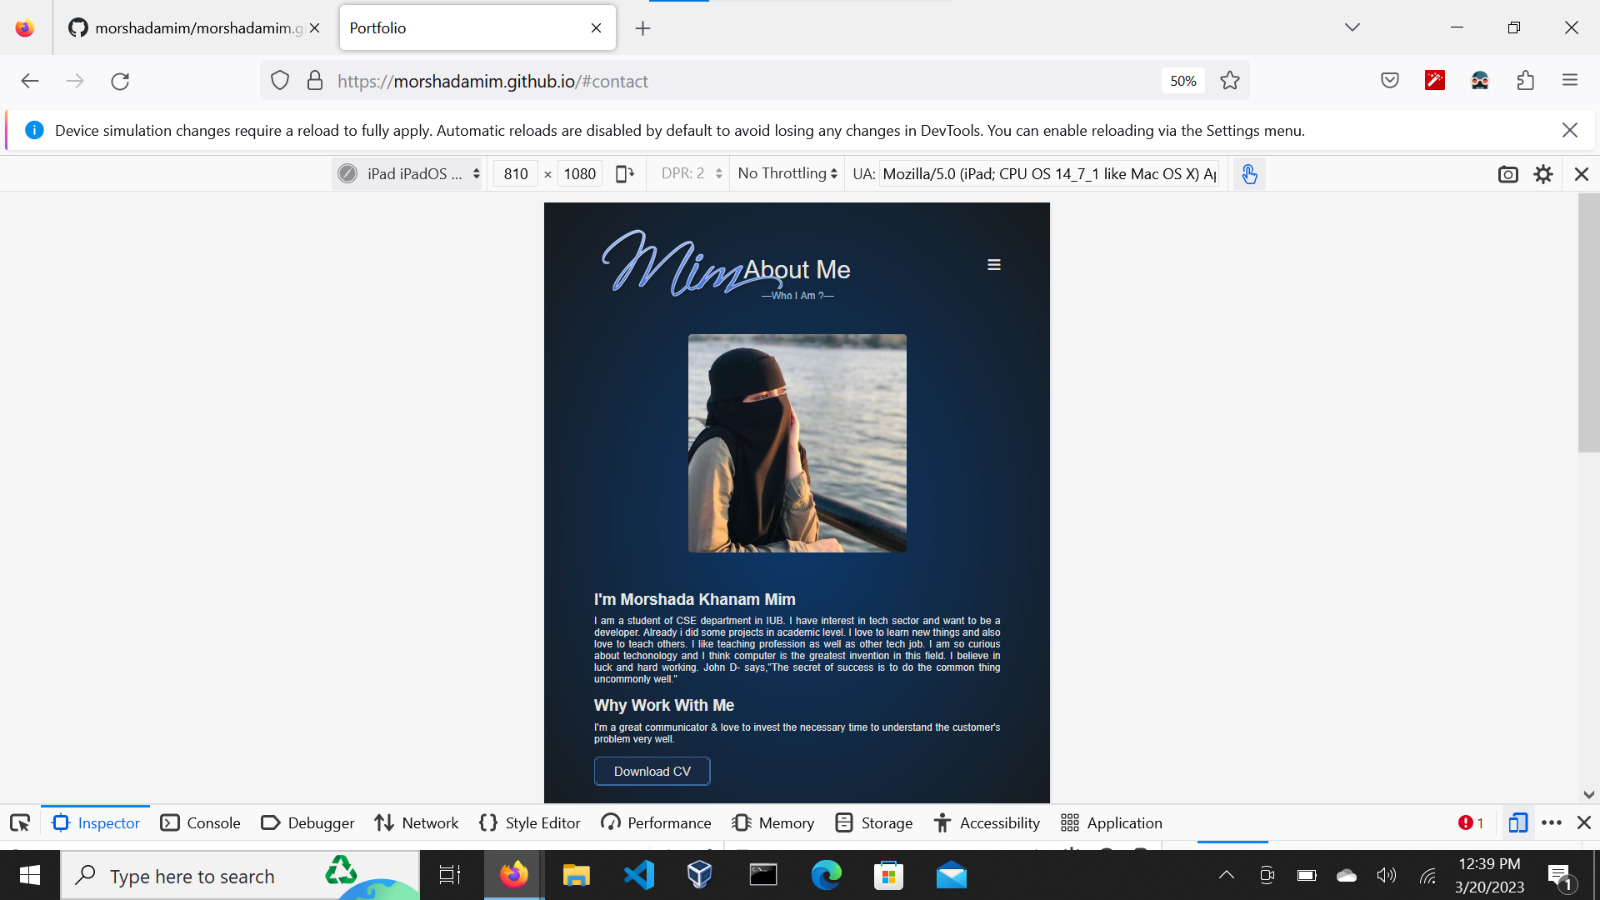 morshadamim/morshadamim.gi
Portfolio
https://morshadamim.github.io/#contact
50%
Device simulation changes require a reload to fully apply. Automatic reloads are disabled by default to avoid losing any changes in DevTools. You can enable reloading via the Settings menu.
iPad iPadOS ... 810 × 1080 DPR: 2 No Throttling UA: Mozilla/5.0 (iPad; CPU OS 14_7_1 like Mac OS X) Ap
Mim
About Me
—Who I Am ?—
I'm Morshada Khanam Mim
I am a student of CSE department in IUB. I have interest in tech sector and want to be a
developer. Already i did some projects in academic level. I love to learn new things and also
love to teach others. I like teaching profession as well as other tech job. I am so curious
about techonology and I think computer is the greatest invention in this field. I believe in
luck and hard working. John D- says,"The secret of success is to do the common thing
uncommonly well."
Why Work With Me
I'm a great communicator & love to invest the necessary time to understand the customer's
problem very well.
Download CV
Inspector Console Debugger Network Style Editor Performance Memory Storage Accessibility Application 1
Type here to search
12:39 PM
3/20/2023
1